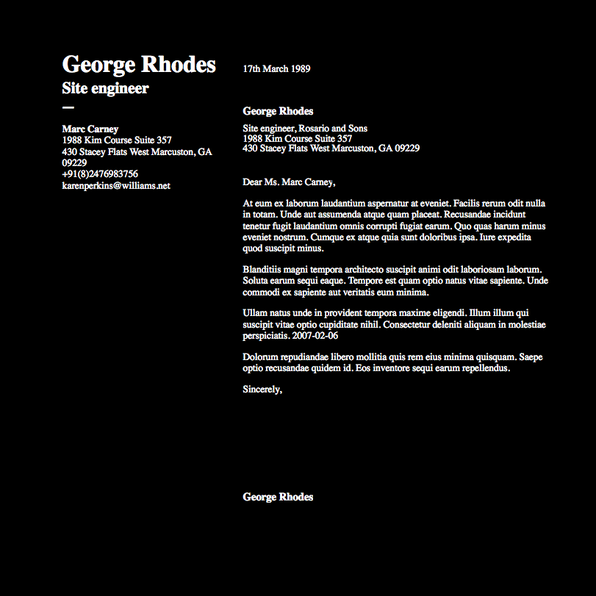 George Rhodes
Site engineer
—
Marc Carney
1988 Kim Course Suite 357
430 Stacey Flats West Marcuston, GA
09229
+91(8)2476983756
karenperkins@williams.net
17th March 1989
George Rhodes
Site engineer, Rosario and Sons
1988 Kim Course Suite 357
430 Stacey Flats West Marcuston, GA 09229
Dear Ms. Marc Carney,
At eum ex laborum laudantium aspernatur at eveniet. Facilis rerum odit nulla
in totam. Unde aut assumenda atque quam placeat. Recusandae incidunt
tenetur fugit laudantium omnis corrupti fugiat earum. Quo quas harum minus
eveniet nostrum. Cumque ex atque quia sunt doloribus ipsa. Iure expedita
quod suscipit minus.
Blanditiis magni tempora architecto suscipit animi odit laboriosam laborum.
Soluta earum sequi eaque. Tempore est quam optio natus vitae sapiente. Unde
commodi ex sapiente aut veritatis eum minima.
Ullam natus unde in provident tempora maxime eligendi. Illum illum qui
suscipit vitae optio cupiditate nihil. Consectetur deleniti aliquam in molestiae
perspiciatis. 2007-02-06
Dolorum repudiandae libero mollitia quis rem eius minima quisquam. Saepe
optio recusandae quidem id. Eos inventore sequi earum repellendus.
Sincerely,
George Rhodes